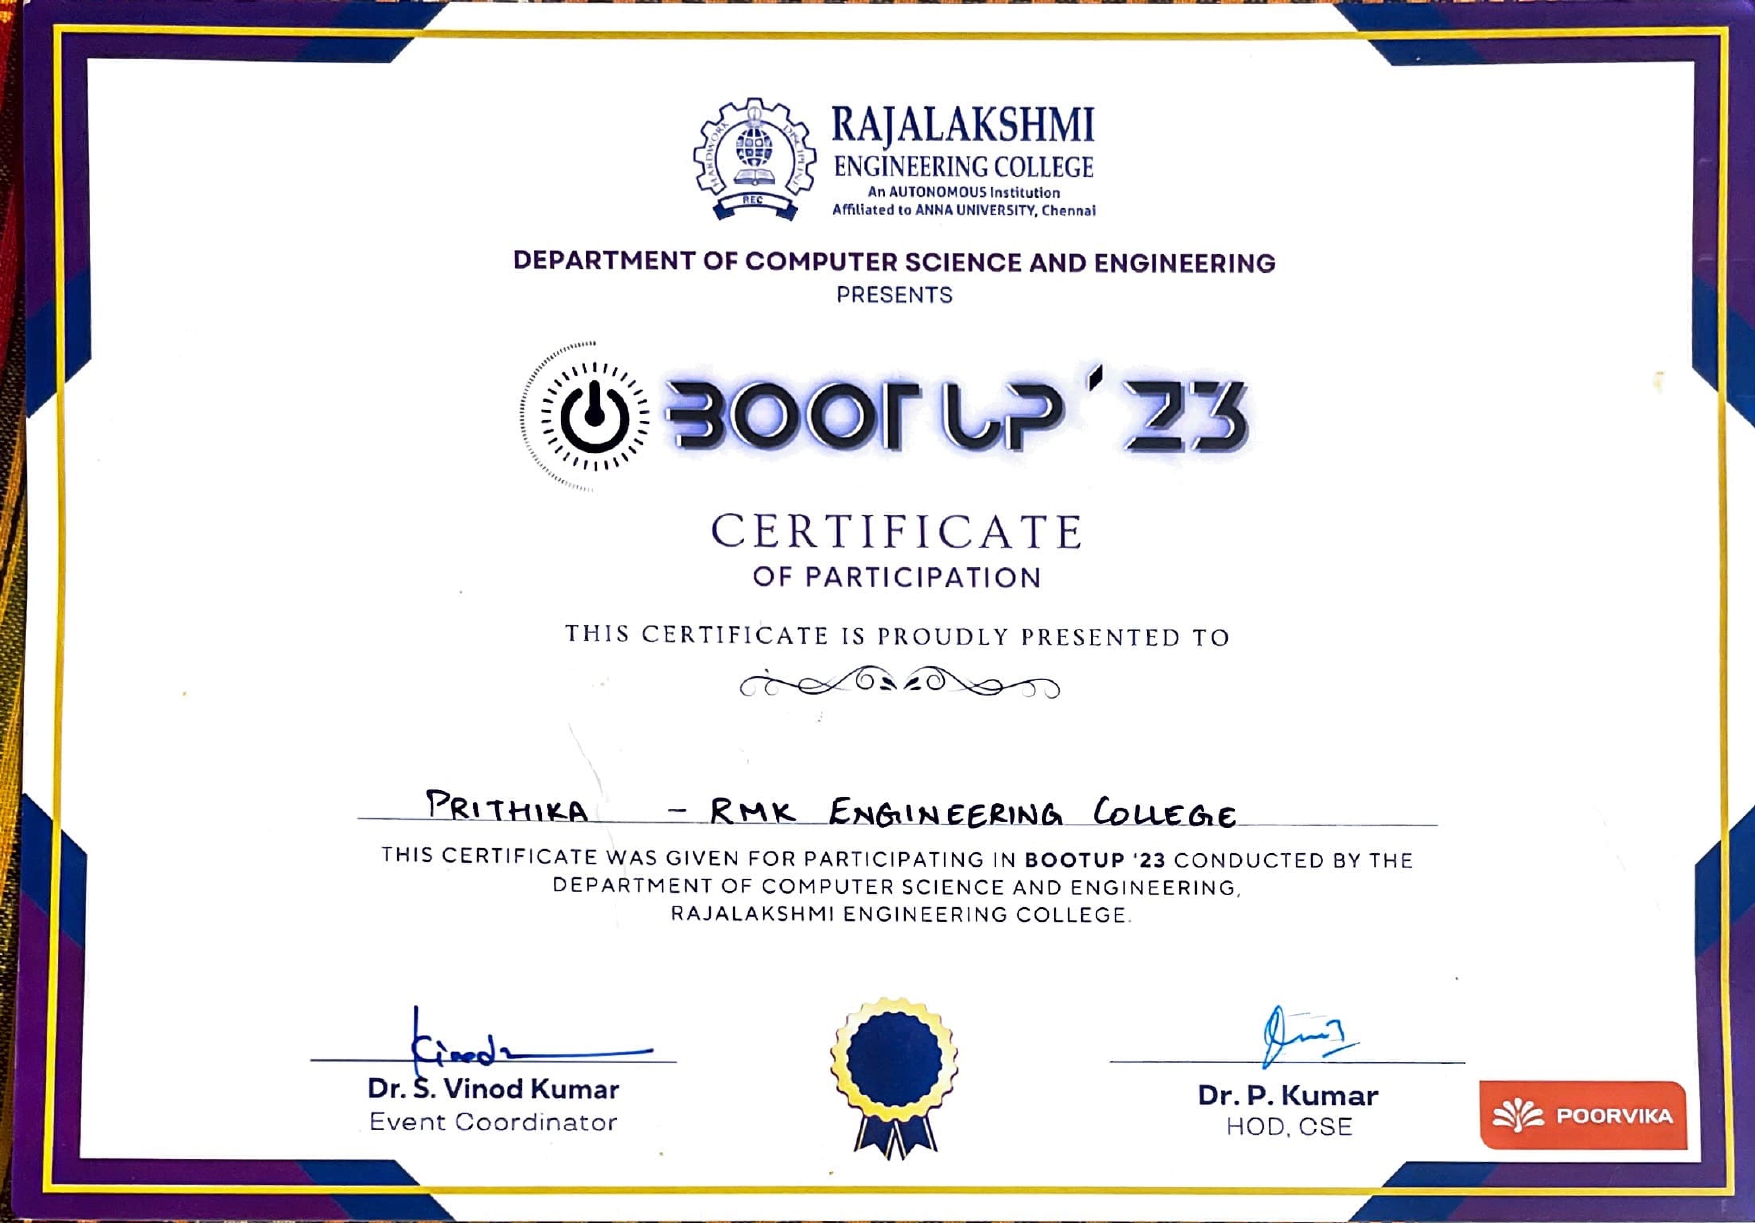 RAJALAKSHMI
ENGINEERING COLLEGE
An AUTONOMOUS Institution
Affiliated to ANNA UNIVERSITY, Chennai
HARDWORK
DISCIPLINE
REC
DEPARTMENT OF COMPUTER SCIENCE AND ENGINEERING
PRESENTS
BOOT UP '23
CERTIFICATE
OF PARTICIPATION
THIS CERTIFICATE IS PROUDLY PRESENTED TO
PRITHIKA - RMK ENGINEERING COLLEGE
THIS CERTIFICATE WAS GIVEN FOR PARTICIPATING IN BOOTUP '23 CONDUCTED BY THE
DEPARTMENT OF COMPUTER SCIENCE AND ENGINEERING,
RAJALAKSHMI ENGINEERING COLLEGE.
Dr. S. Vinod Kumar
Event Coordinator
Dr. P. Kumar
HOD, CSE
POORVIKA